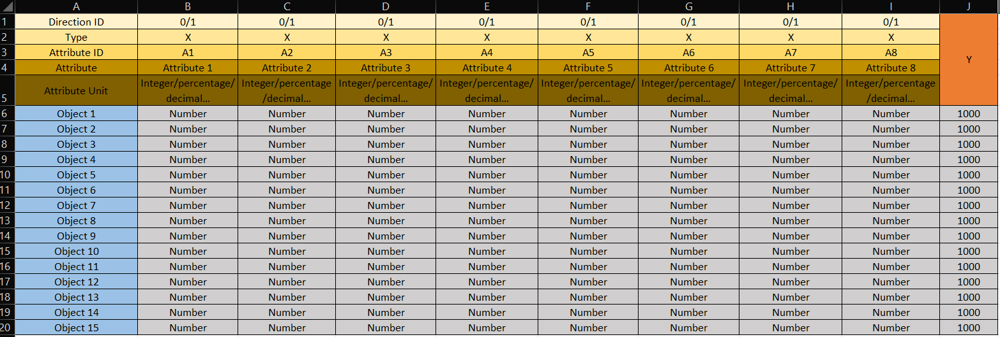 A B C D E F G H I J
1 Direction ID 0/1 0/1 0/1 0/1 0/1 0/1 0/1 0/1
2 Type X X X X X X X X
3 Attribute ID A1 A2 A3 A4 A5 A6 A7 A8
Y
4 Attribute Attribute 1 Attribute 2 Attribute 3 Attribute 4 Attribute 5 Attribute 6 Attribute 7 Attribute 8
Integer/percentage/ Integer/percentage Integer/percentage/ Integer/percentage/ Integer/percentage/ Integer/percentage/ Integer/percentage/ Integer/percentage
Attribute Unit
5 decimal... /decimal... decimal... decimal... decimal... decimal... decimal... /decimal...
6 Object 1 Number Number Number Number Number Number Number Number 1000
7 Object 2 Number Number Number Number Number Number Number Number 1000
8 Object 3 Number Number Number Number Number Number Number Number 1000
9 Object 4 Number Number Number Number Number Number Number Number 1000
10 Object 5 Number Number Number Number Number Number Number Number 1000
11 Object 6 Number Number Number Number Number Number Number Number 1000
12 Object 7 Number Number Number Number Number Number Number Number 1000
13 Object 8 Number Number Number Number Number Number Number Number 1000
14 Object 9 Number Number Number Number Number Number Number Number 1000
15 Object 10 Number Number Number Number Number Number Number Number 1000
16 Object 11 Number Number Number Number Number Number Number Number 1000
17 Object 12 Number Number Number Number Number Number Number Number 1000
18 Object 13 Number Number Number Number Number Number Number Number 1000
19 Object 14 Number Number Number Number Number Number Number Number 1000
20 Object 15 Number Number Number Number Number Number Number Number 1000